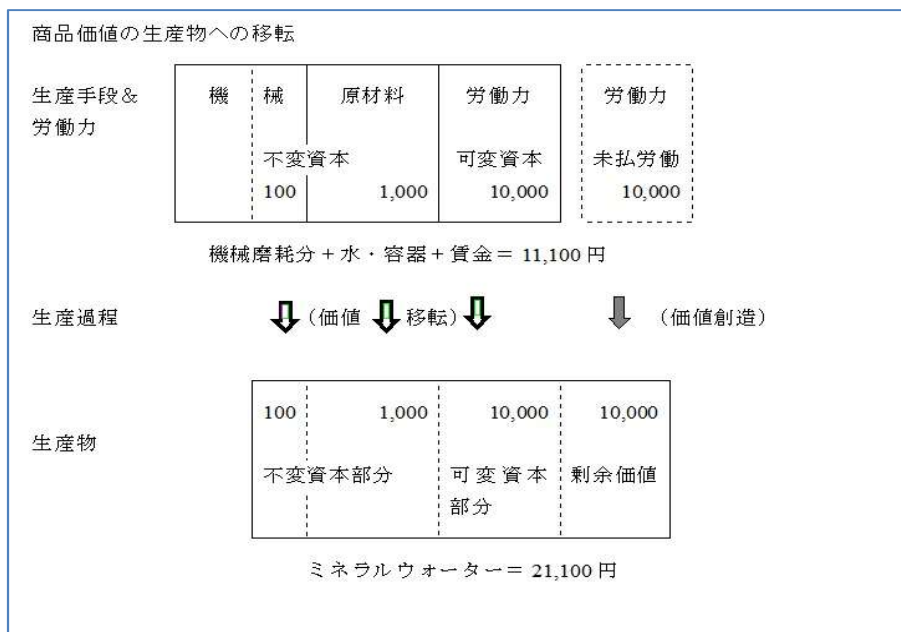 商品価値の生産物への移転
生産手段＆
労働力
機 械 原材料 労働力 労働力
不変資本 可変資本 未払労働
100 1,000 10,000 10,000
機械磨耗分＋水・容器＋賃金＝ 11,100 円
生産過程 （価値 移転） （価値創造）
100 1,000 10,000 10,000
生産物
不変資本部分 可変資本 剰余価値
部分
ミネラルウォーター＝ 21,100 円